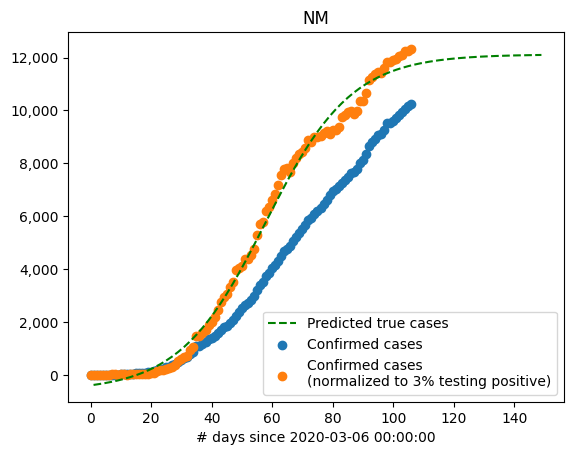 NM
12,000
10,000
8,000
6,000
4,000
2,000
0
Predicted true cases
Confirmed cases
Confirmed cases
(normalized to 3% testing positive)
0 20 40 60 80 100 120 140
# days since 2020-03-06 00:00:00